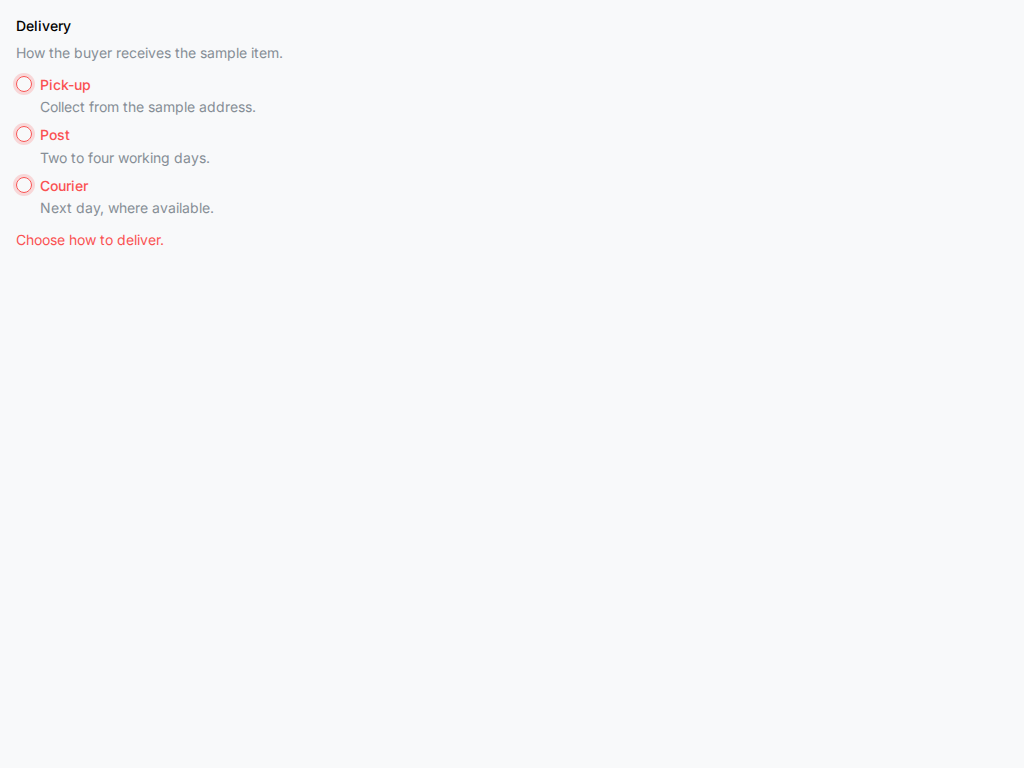 Delivery
How the buyer receives the sample item.
Pick-up
Collect from the sample address.
Post
Two to four working days.
Courier
Next day, where available.
Choose how to deliver.